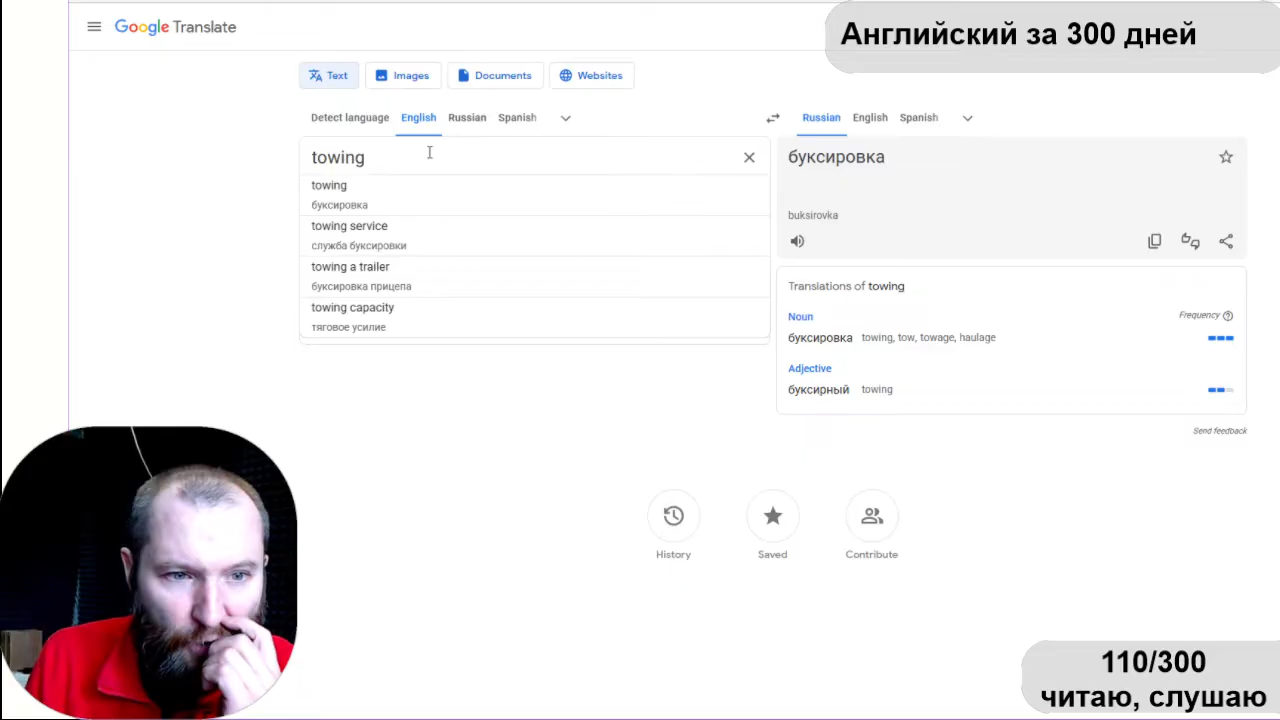 Google Translate
Английский за 300 дней
Text
Images
Documents
Websites
Detect language
English
Russian
Spanish
Russian
English
Spanish
towing
towing
буксировка
towing service
служба буксировки
towing a trailer
буксировка прицепа
towing capacity
тяговое усилие
буксировка
buksirovka
Translations of towing
Noun
Frequency
буксировка towing, tow, towage, haulage
Adjective
буксирный towing
Send feedback
History
Saved
Contribute
110/300
читаю, слушаю